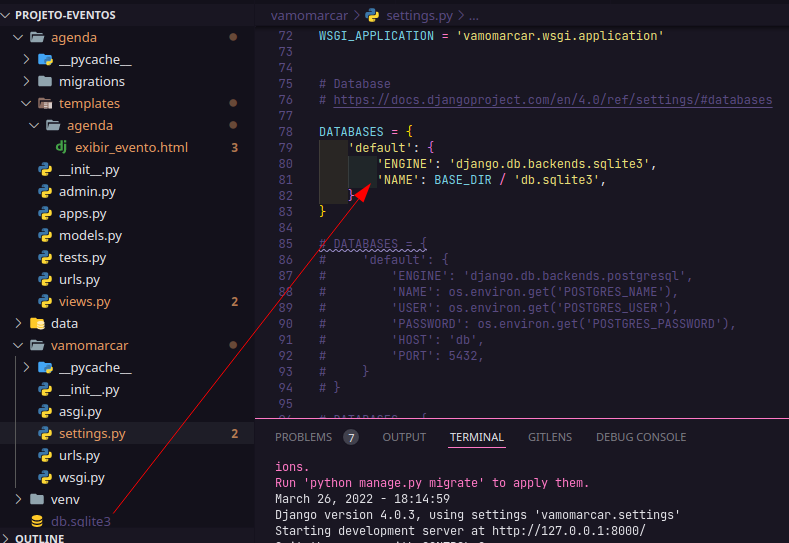 PROJETO-EVENTOS
agenda
__pycache__
migrations
templates
agenda
exibir_evento.html 3
__init__.py
admin.py
apps.py
models.py
tests.py
urls.py
views.py 2
data
vamomarcar
__pycache__
__init__.py
asgi.py
settings.py 2
urls.py
wsgi.py
venv
db.sqlite3
OUTLINE
vamomarcar > settings.py > ...
72 WSGI_APPLICATION = 'vamomarcar.wsgi.application'
73
74
75 # Database
76 # https://docs.djangoproject.com/en/4.0/ref/settings/#databases
77
78 DATABASES = {
79 'default': {
80 'ENGINE': 'django.db.backends.sqlite3',
81 'NAME': BASE_DIR / 'db.sqlite3',
82 }
83 }
84
85 # DATABASES = {
86 # 'default': {
87 # 'ENGINE': 'django.db.backends.postgresql',
88 # 'NAME': os.environ.get('POSTGRES_NAME'),
89 # 'USER': os.environ.get('POSTGRES_USER'),
90 # 'PASSWORD': os.environ.get('POSTGRES_PASSWORD'),
91 # 'HOST': 'db',
92 # 'PORT': 5432,
93 # }
94 # }
95
PROBLEMS 7 OUTPUT TERMINAL GITLENS DEBUG CONSOLE
ions.
Run 'python manage.py migrate' to apply them.
March 26, 2022 - 18:14:59
Django version 4.0.3, using settings 'vamomarcar.settings'
Starting development server at http://127.0.0.1:8000/